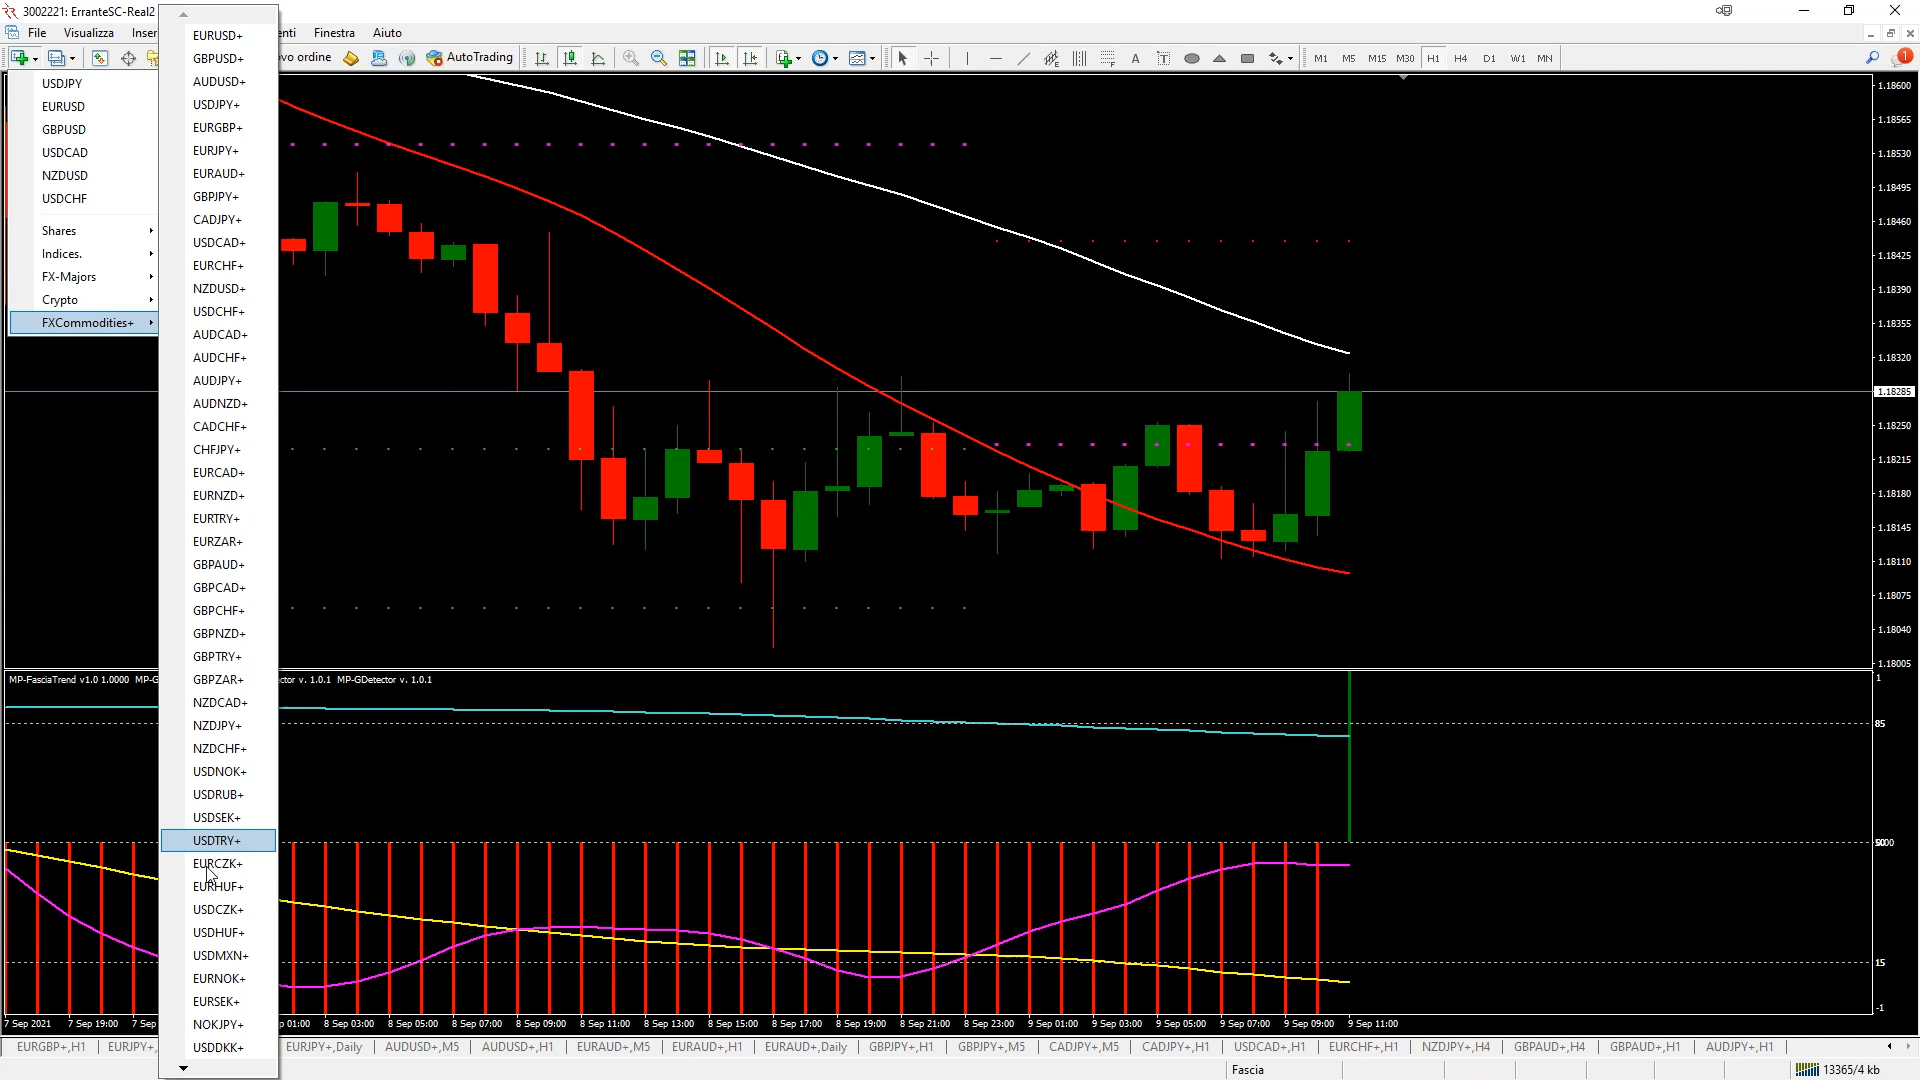 3002221: ErranteSC-Real2
File
Visualizza
Inser
enti
Finestra
Aiuto
vo ordine
AutoTrading
A
T
M1
M5
M15
M30
H1
H4
D1
W1
MN
1
USDJPY
EURUSD
GBPUSD
USDCAD
NZDUSD
USDCHF
Shares
Indices.
FX-Majors
Crypto
FXCommodities+
EURUSD+
GBPUSD+
AUDUSD+
USDJPY+
EURGBP+
EURJPY+
EURAUD+
GBPJPY+
CADJPY+
USDCAD+
EURCHF+
NZDUSD+
USDCHF+
AUDCAD+
AUDCHF+
AUDJPY+
AUDNZD+
CADCHF+
CHFJPY+
EURCAD+
EURNZD+
EURTRY+
EURZAR+
GBPAUD+
GBPCAD+
GBPCHF+
GBPNZD+
GBPTRY+
GBPZAR+
NZDCAD+
NZDJPY+
NZDCHF+
USDNOK+
USDRUB+
USDSEK+
USDTRY+
EURCZK+
EURHUF+
USDCZK+
USDHUF+
USDMXN+
EURNOK+
EURSEK+
NOKJPY+
USDDKK+
1.18600
1.18565
1.18530
1.18495
1.18460
1.18425
1.18390
1.18355
1.18320
1.18285
1.18250
1.18215
1.18180
1.18145
1.18110
1.18075
1.18040
1.18005
MP-FasciaTrend v1.0 1.0000 MP-G
ctor v. 1.0.1 MP-GDetector v. 1.0.1
1
85
15
-1
7 Sep 2021
7 Sep 19:00
7 Sep
01:00
8 Sep 03:00
8 Sep 05:00
8 Sep 07:00
8 Sep 09:00
8 Sep 11:00
8 Sep 13:00
8 Sep 15:00
8 Sep 17:00
8 Sep 19:00
8 Sep 21:00
8 Sep 23:00
9 Sep 01:00
9 Sep 03:00
9 Sep 05:00
9 Sep 07:00
9 Sep 09:00
9 Sep 11:00
EURGBP+,H1
EURJPY+,
EURJPY+,Daily
AUDUSD+,M5
AUDUSD+,H1
EURAUD+,M5
EURAUD+,H1
EURAUD+,Daily
GBPJPY+,H1
GBPJPY+,M5
CADJPY+,M5
CADJPY+,H1
USDCAD+,H1
EURCHF+,H1
NZDJPY+,H4
GBPAUD+,H4
GBPAUD+,H1
AUDJPY+,H1
Fascia
13365/4 kb